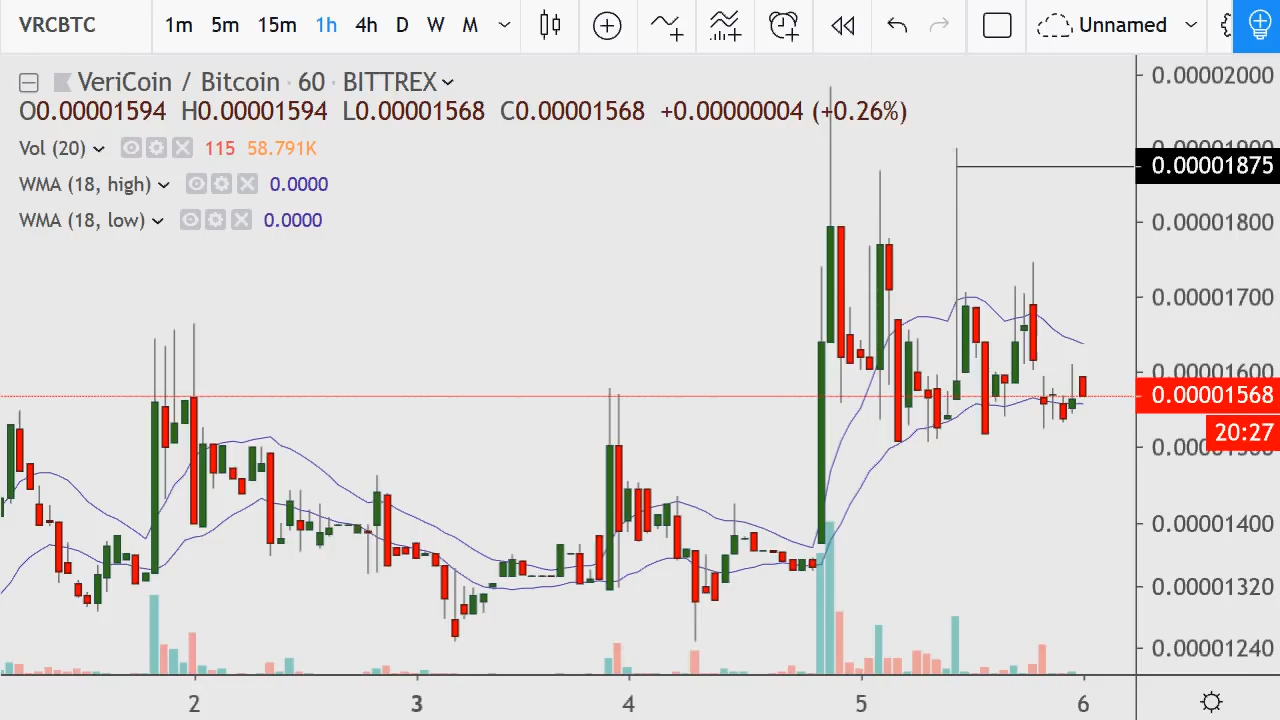 VRCBTC 1m 5m 15m 1h 4h D W M Unnamed
VeriCoin / Bitcoin · 60 · BITTREX
O0.00001594 H0.00001594 L0.00001568 C0.00001568 +0.00000004 (+0.26%)
Vol (20) 115 58.791K
WMA (18, high) 0.0000
WMA (18, low) 0.0000
0.00002000
0.00001875
0.00001800
0.00001700
0.00001600
0.00001568
20:27
0.00001400
0.00001320
0.00001240
2 3 4 5 6